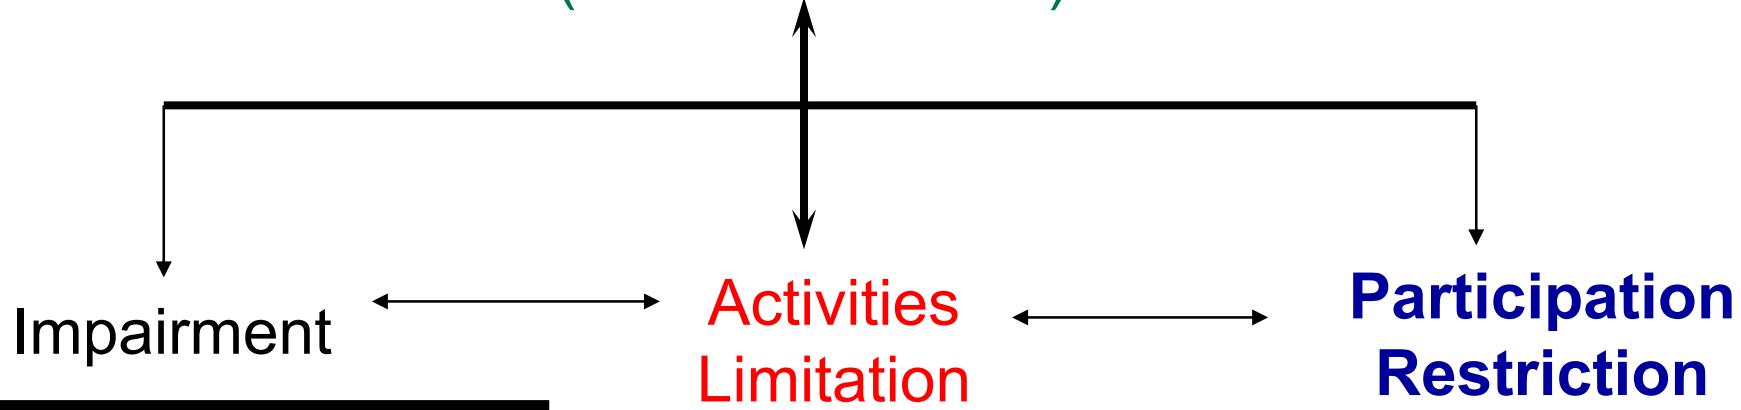 Impairment
Activities
Limitation
Participation
Restriction